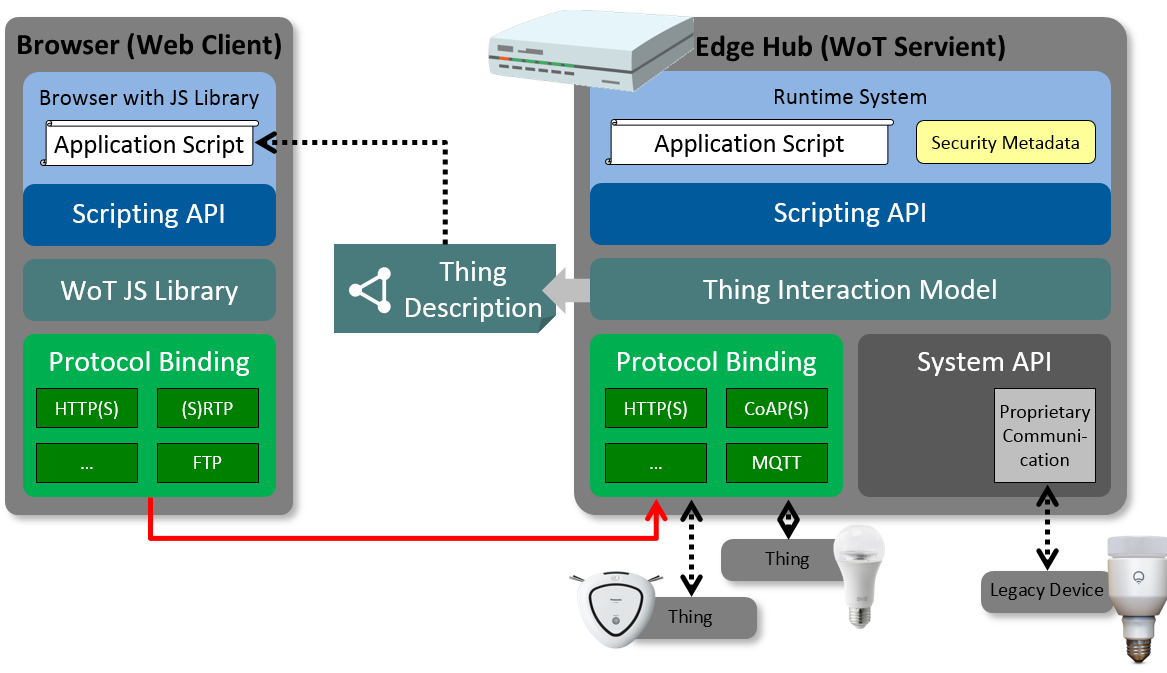 Browser (Web Client)
Browser with JS Library
Application Script
Scripting API
WoT JS Library
Protocol Binding
HTTP(S)
(S)RTP
...
FTP
Thing
Description
Edge Hub (WoT Servient)
Runtime System
Application Script
Security Metadata
Scripting API
Thing Interaction Model
Protocol Binding
HTTP(S)
CoAP(S)
...
MQTT
System API
Proprietary
Communi-
cation
Thing
Thing
Legacy Device